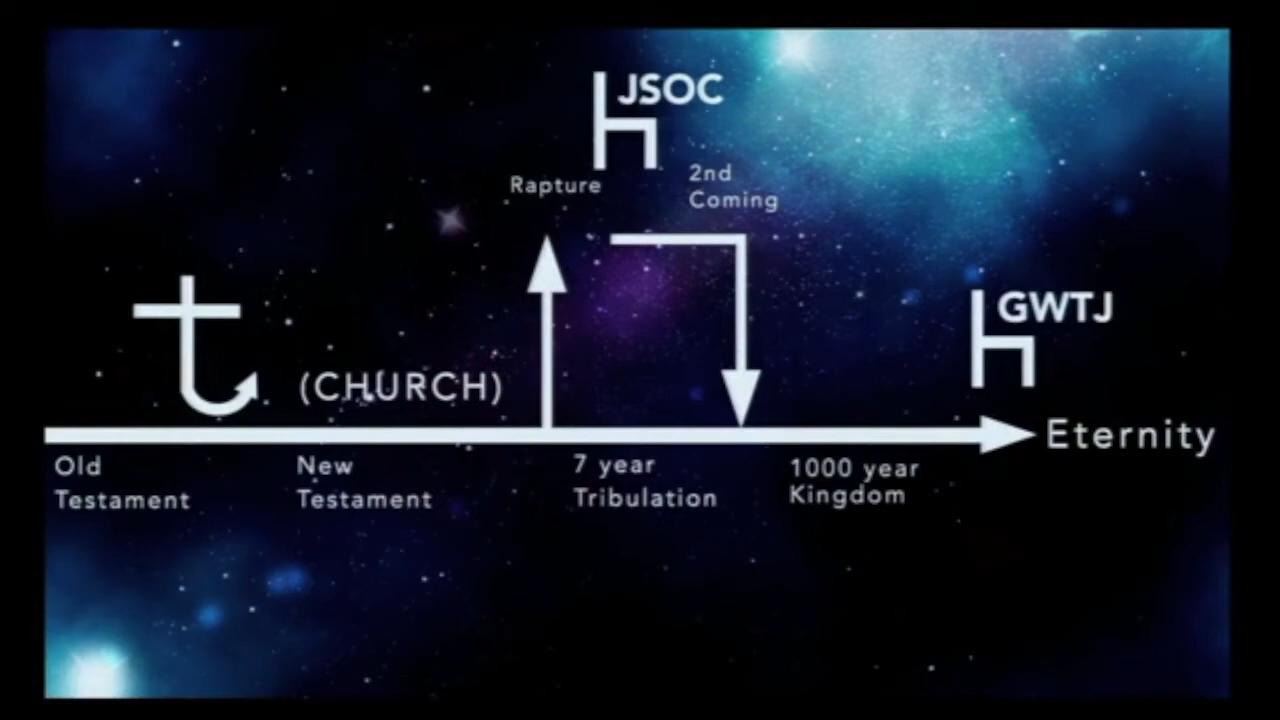 JSOC
Rapture
2nd
Coming
GWTJ
(CHURCH)
Eternity
Old
Testament
New
Testament
7 year
Tribulation
1000 year
Kingdom